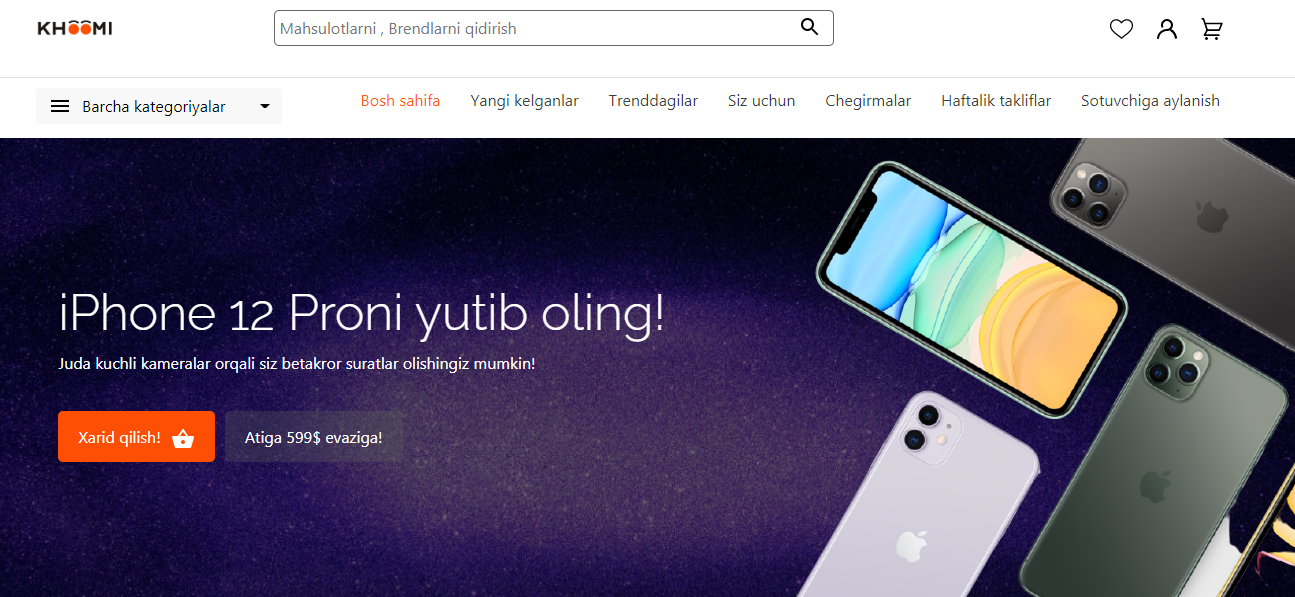 KHOOMI
Mahsulotlarni , Brendlarni qidirish
Barcha kategoriyalar
Bosh sahifa Yangi kelganlar Trenddagilar Siz uchun Chegirmalar Haftalik takliflar Sotuvchiga aylanish
iPhone 12 Proni yutib oling!
Juda kuchli kameralar orqali siz betakror suratlar olishingiz mumkin!
Xarid qilish! Atiga 599$ evaziga!